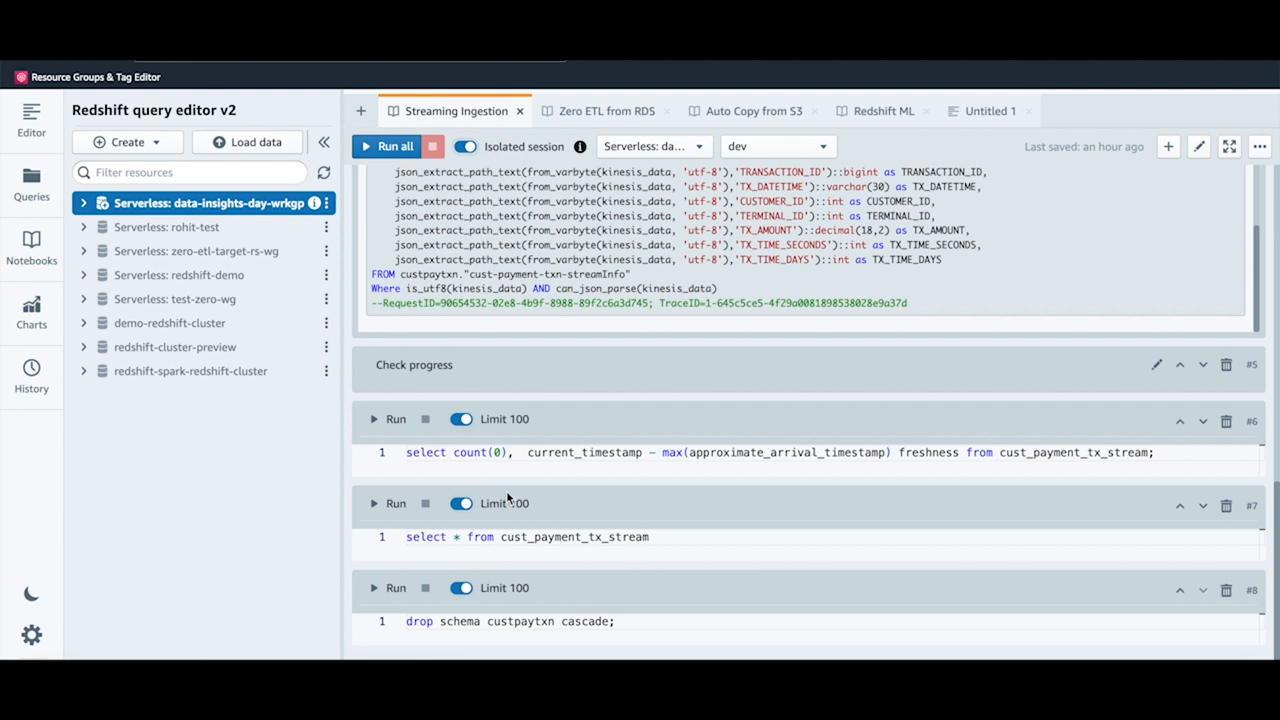 Resource Groups & Tag Editor
Redshift query editor v2
Editor
Queries
Notebooks
Charts
History
Create
Load data
Filter resources
Serverless: data-insights-day-wrkgp
Serverless: rohit-test
Serverless: zero-etl-target-rs-wg
Serverless: redshift-demo
Serverless: test-zero-wg
demo-redshift-cluster
redshift-cluster-preview
redshift-spark-redshift-cluster
Streaming Ingestion
Zero ETL from RDS
Auto Copy from S3
Redshift ML
Untitled 1
Run all
Isolated session
Serverless: da...
dev
Last saved: an hour ago
json_extract_path_text(from_varbyte(kinesis_data, 'utf-8'),'TRANSACTION_ID')::bigint as TRANSACTION_ID,
json_extract_path_text(from_varbyte(kinesis_data, 'utf-8'),'TX_DATETIME')::varchar(30) as TX_DATETIME,
json_extract_path_text(from_varbyte(kinesis_data, 'utf-8'),'CUSTOMER_ID')::int as CUSTOMER_ID,
json_extract_path_text(from_varbyte(kinesis_data, 'utf-8'),'TERMINAL_ID')::int as TERMINAL_ID,
json_extract_path_text(from_varbyte(kinesis_data, 'utf-8'),'TX_AMOUNT')::decimal(18,2) as TX_AMOUNT,
json_extract_path_text(from_varbyte(kinesis_data, 'utf-8'),'TX_TIME_SECONDS')::int as TX_TIME_SECONDS,
json_extract_path_text(from_varbyte(kinesis_data, 'utf-8'),'TX_TIME_DAYS')::int as TX_TIME_DAYS
FROM custpaytxn."cust-payment-txn-streamInfo"
Where is_utf8(kinesis_data) AND can_json_parse(kinesis_data)
--RequestID=90654532-02e8-4b9f-8988-89f2c6a3d745; TraceID=1-645c5ce5-4f29a0081898538028e9a37d
Check progress
#5
Run
Limit 100
#6
1 select count(0), current_timestamp - max(approximate_arrival_timestamp) freshness from cust_payment_tx_stream;
Run
Limit 100
#7
1 select * from cust_payment_tx_stream
Run
Limit 100
#8
1 drop schema custpaytxn cascade;